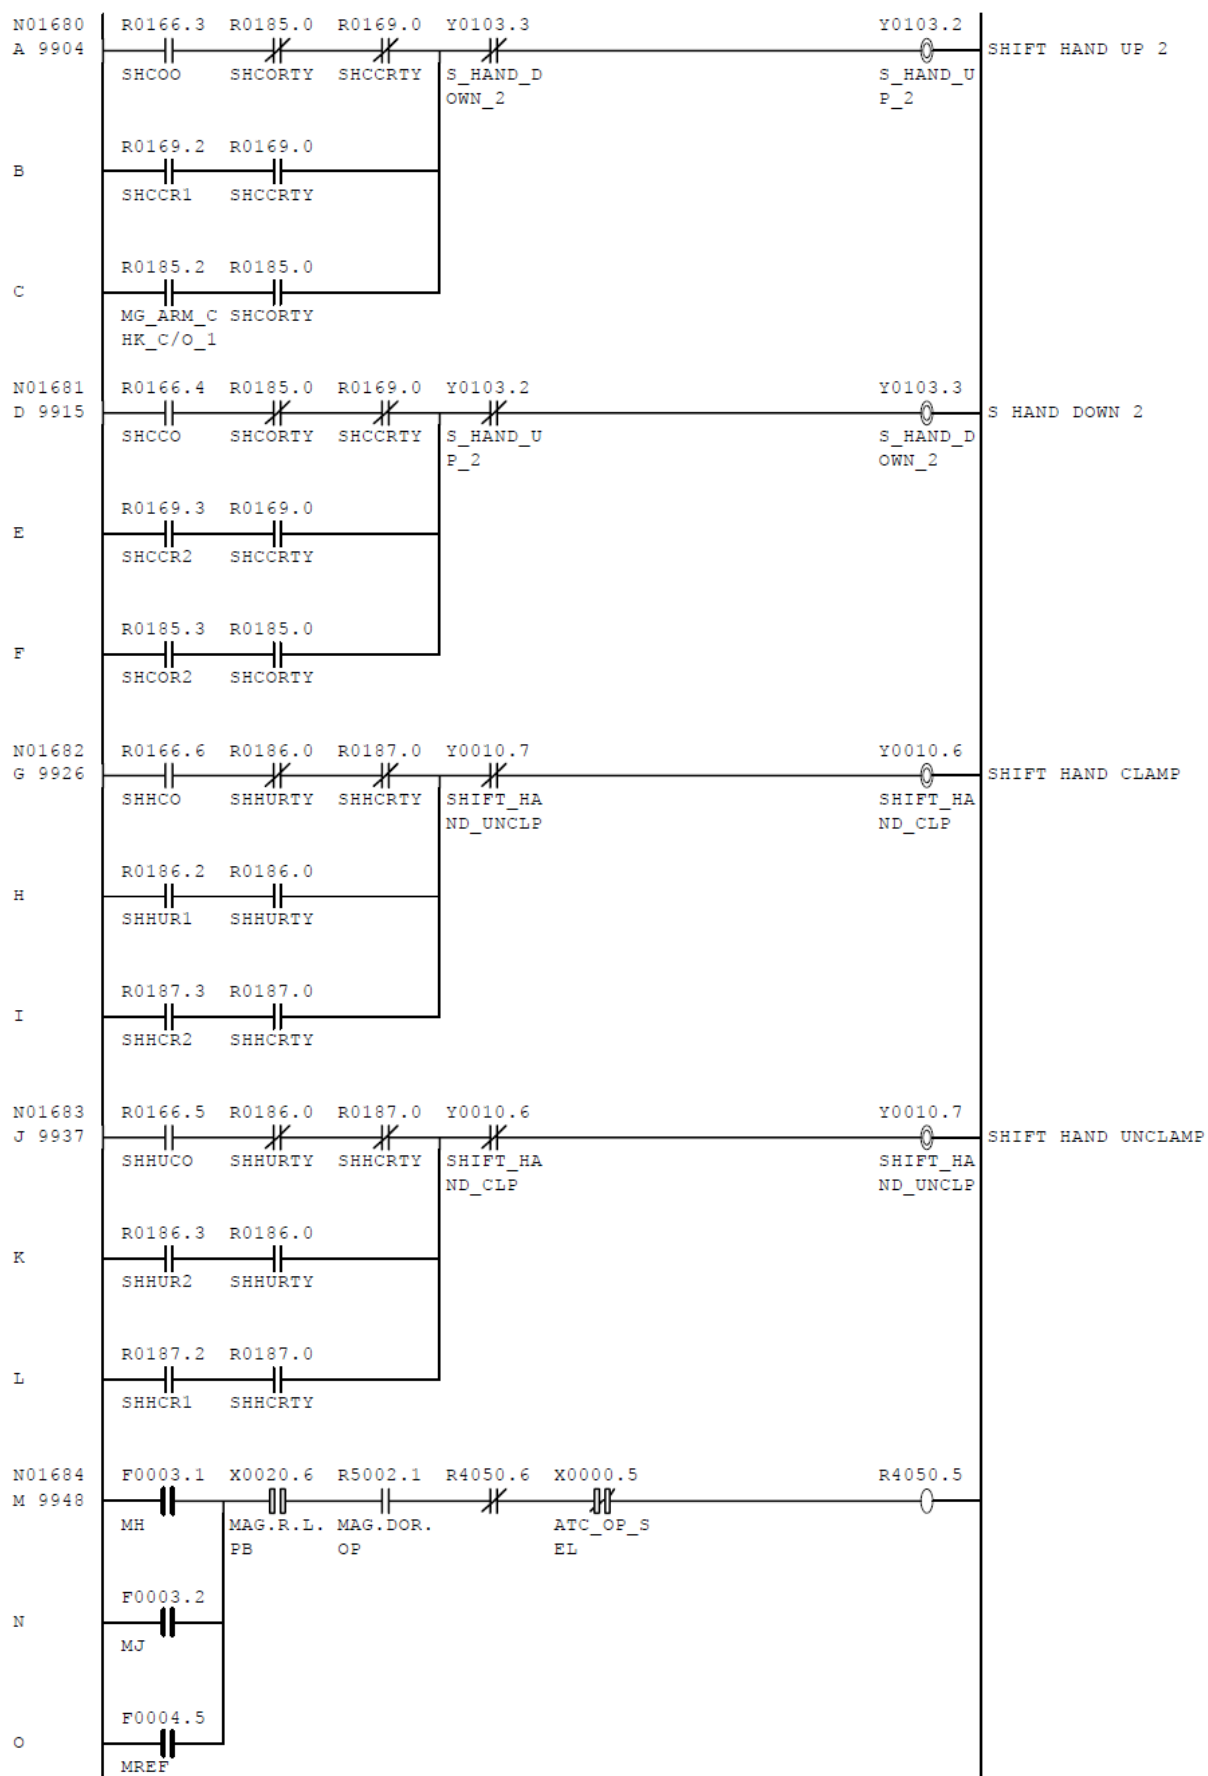 N01680 R0166.3 R0185.0 R0169.0 Y0103.3 Y0103.2
A 9904 SHIFT HAND UP 2
SHCOO SHCORTY SHCCRTY S_HAND_D S_HAND_U
OWN_2 P_2
R0169.2 R0169.0
B
SHCCR1 SHCCRTY
R0185.2 R0185.0
C
MG_ARM_C SHCORTY
HK_C/O_1
N01681 R0166.4 R0185.0 R0169.0 Y0103.2 Y0103.3
D 9915 S HAND DOWN 2
SHCCO SHCORTY SHCCRTY S_HAND_U S_HAND_D
P_2 OWN_2
R0169.3 R0169.0
E
SHCCR2 SHCCRTY
R0185.3 R0185.0
F
SHCOR2 SHCORTY
N01682 R0166.6 R0186.0 R0187.0 Y0010.7 Y0010.6
G 9926 SHIFT HAND CLAMP
SHHCO SHHURTY SHHCRTY SHIFT_HA SHIFT_HA
ND_UNCLP ND_CLP
R0186.2 R0186.0
H
SHHUR1 SHHURTY
R0187.3 R0187.0
I
SHHCR2 SHHCRTY
N01683 R0166.5 R0186.0 R0187.0 Y0010.6 Y0010.7
J 9937 SHIFT HAND UNCLAMP
SHHUCO SHHURTY SHHCRTY SHIFT_HA SHIFT_HA
ND_CLP ND_UNCLP
R0186.3 R0186.0
K
SHHUR2 SHHURTY
R0187.2 R0187.0
L
SHHCR1 SHHCRTY
N01684 F0003.1 X0020.6 R5002.1 R4050.6 X0000.5 R4050.5
M 9948
MH MAG.R.L. MAG.DOR. ATC_OP_S
PB OP EL
F0003.2
N
MJ
F0004.5
O
MREF